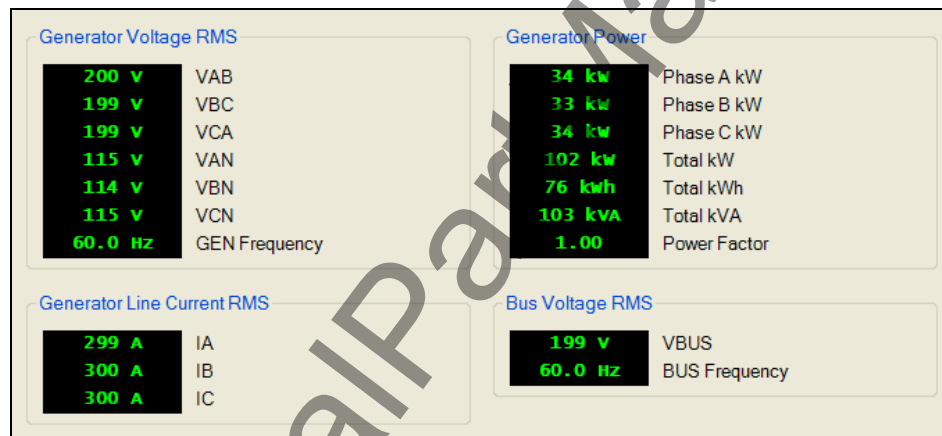 Generator Voltage RMS
200 V VAB
199 V VBC
199 V VCA
115 V VAN
114 V VBN
115 V VCN
60.0 Hz GEN Frequency
Generator Power
34 kW Phase A kW
33 kW Phase B kW
34 kW Phase C kW
102 kW Total kW
76 kWh Total kWh
103 kVA Total kVA
1.00 Power Factor
Generator Line Current RMS
299 A IA
300 A IB
300 A IC
Bus Voltage RMS
199 V VBUS
60.0 Hz BUS Frequency